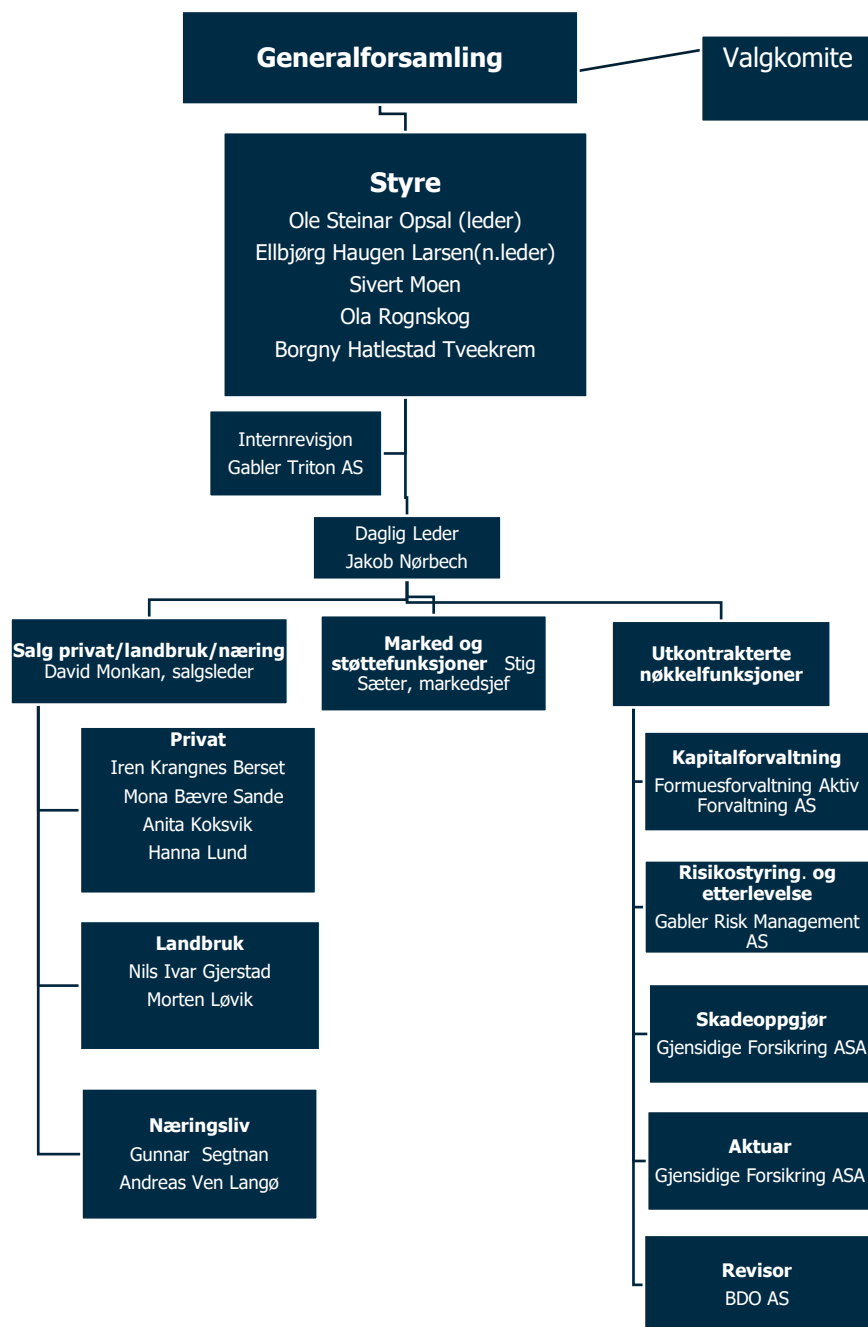 Generalforsamling
Valgkomite
Styre
Ole Steinar Opsal (leder)
Ellbjørg Haugen Larsen(n.leder)
Sivert Moen
Ola Rognskog
Borgny Hatlestad Tveekrem
Internrevisjon
Gabler Triton AS
Daglig Leder
Jakob Nørbech
Salg privat/landbruk/næring
David Monkan, salgsleder
Marked og
støttefunksjoner Stig
Sæter, markedsjef
Utkontrakterte
nøkkelfunksjoner
Privat
Iren Krangnes Berset
Mona Bævre Sande
Anita Koksvik
Hanna Lund
Landbruk
Nils Ivar Gjerstad
Morten Løvik
Næringsliv
Gunnar Segtnan
Andreas Ven Langø
Kapitalforvaltning
Formuesforvaltning Aktiv
Forvaltning AS
Risikostyring. og
etterlevelse
Gabler Risk Management
AS
Skadeoppgjør
Gjensidige Forsikring ASA
Aktuar
Gjensidige Forsikring ASA
Revisor
BDO AS